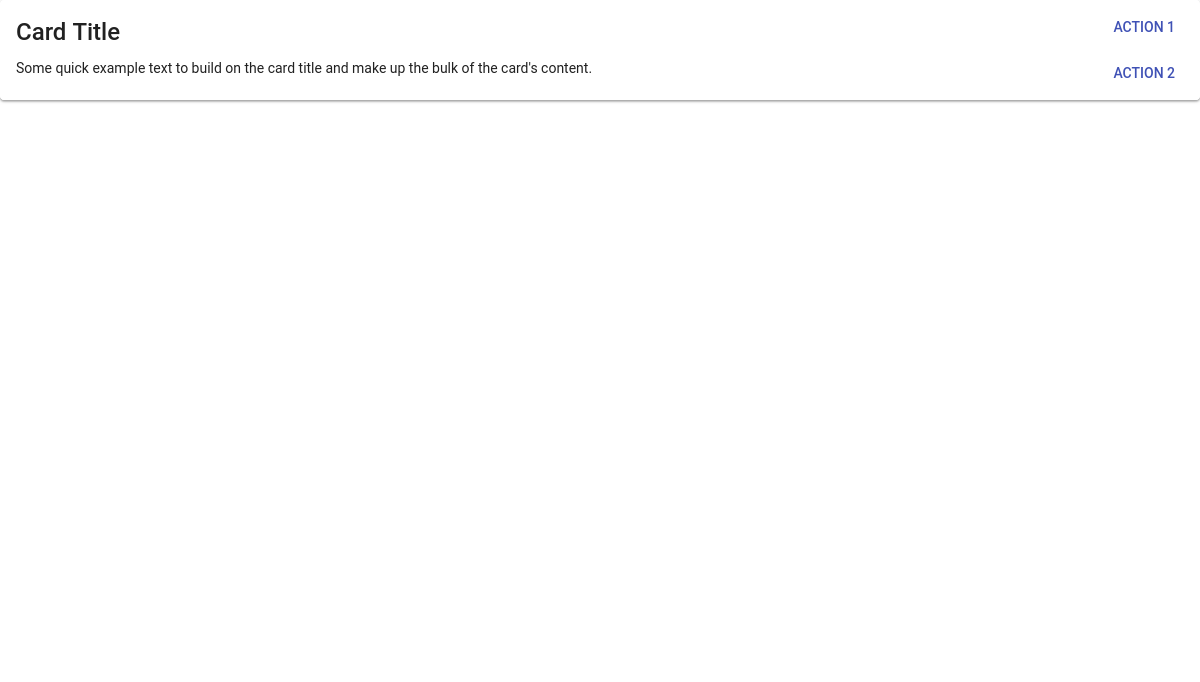 Card Title
Some quick example text to build on the card title and make up the bulk of the card's content.
ACTION 1
ACTION 2